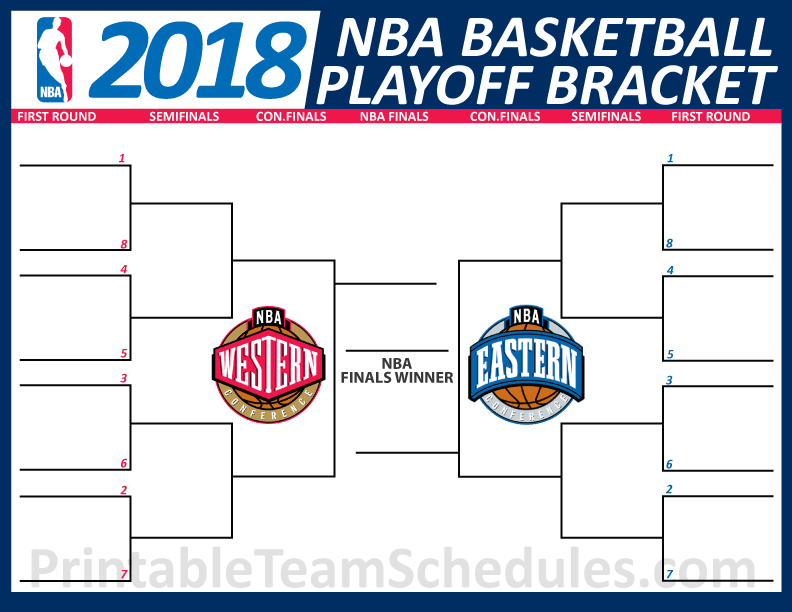 NBA
2018
NBA BASKETBALL
PLAYOFF BRACKET
FIRST ROUND SEMIFINALS CON.FINALS NBA FINALS CON.FINALS SEMIFINALS FIRST ROUND
1 1
8 8
4 4
NBA NBA
WESTERN EASTERN
CONFERENCE CONFERENCE
5 5
NBA
FINALS WINNER
3 3
6 6
2 2
PrintableTeamSchedules.com
7 7